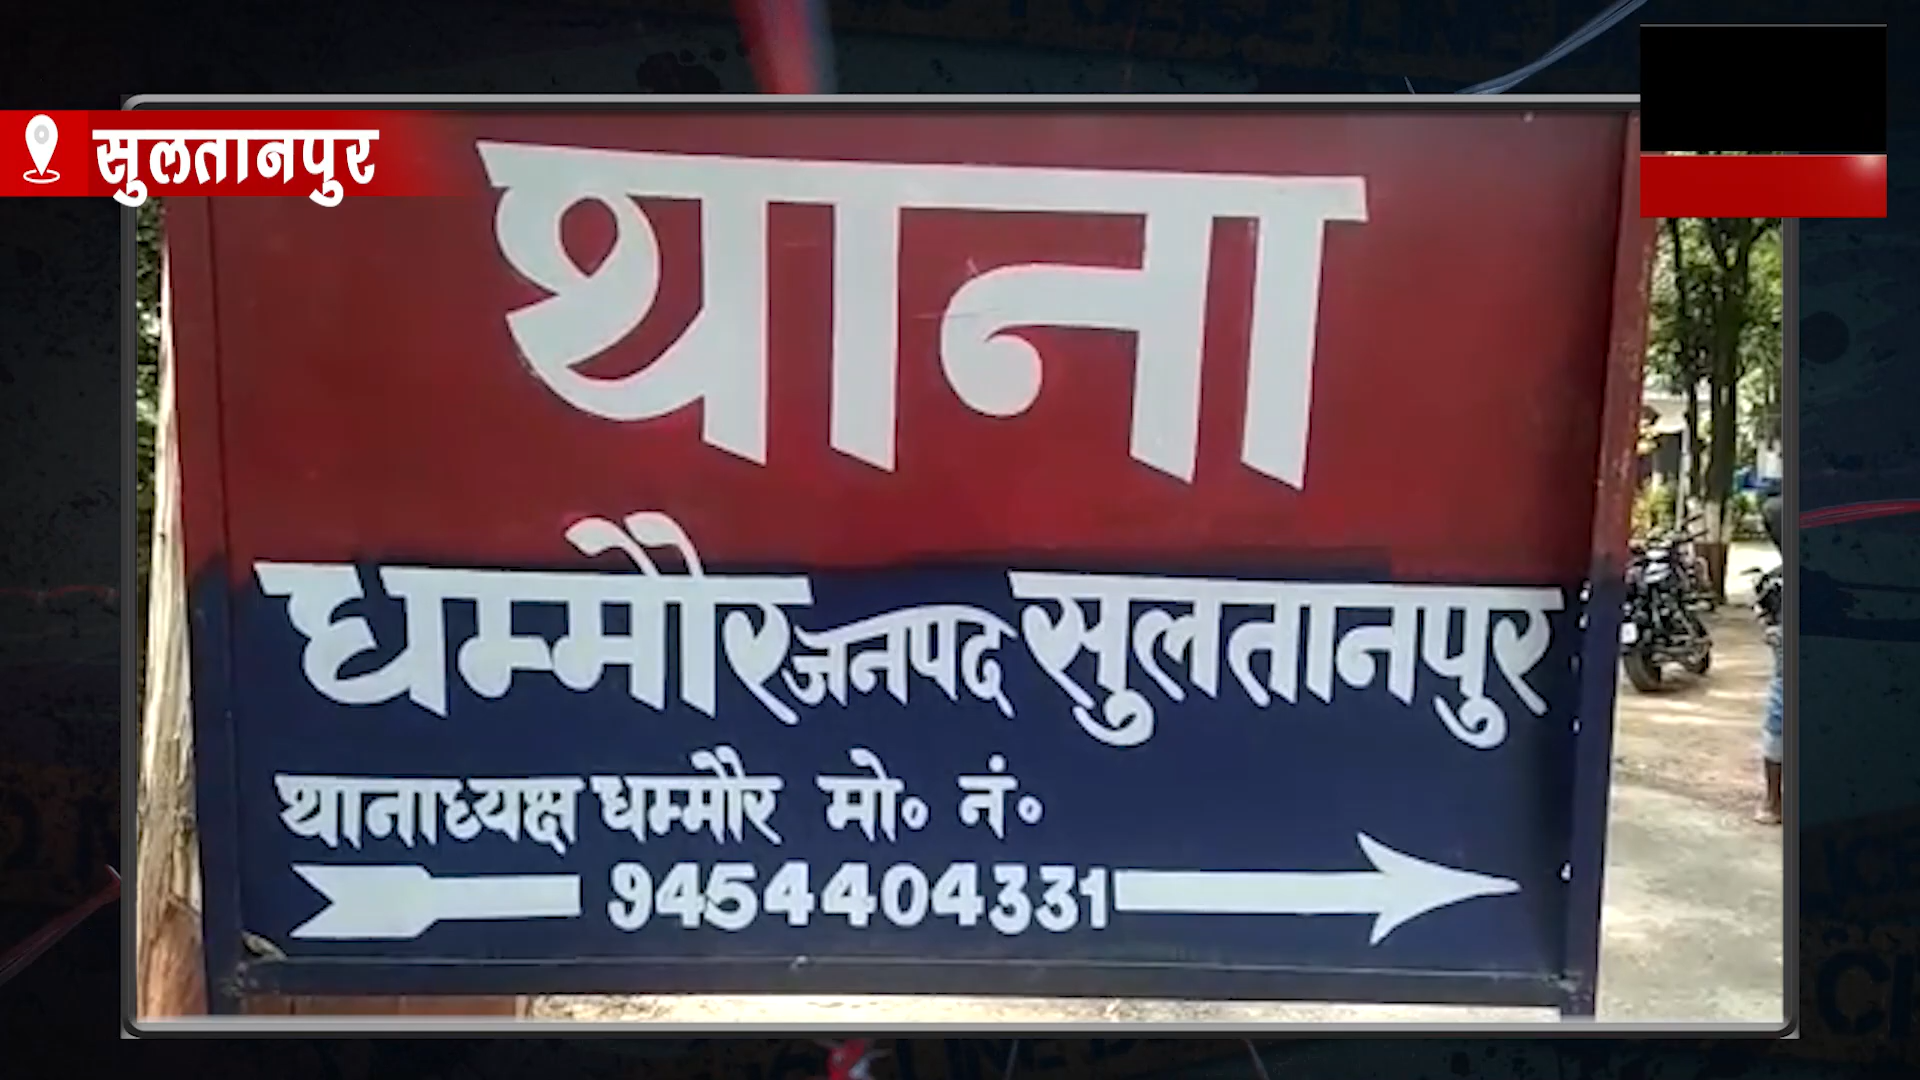 सुलतानपुर
थाना
धम्मौर जनपद सुलतानपुर
थानाध्यक्ष धम्मौर मो० नं०
9454404331